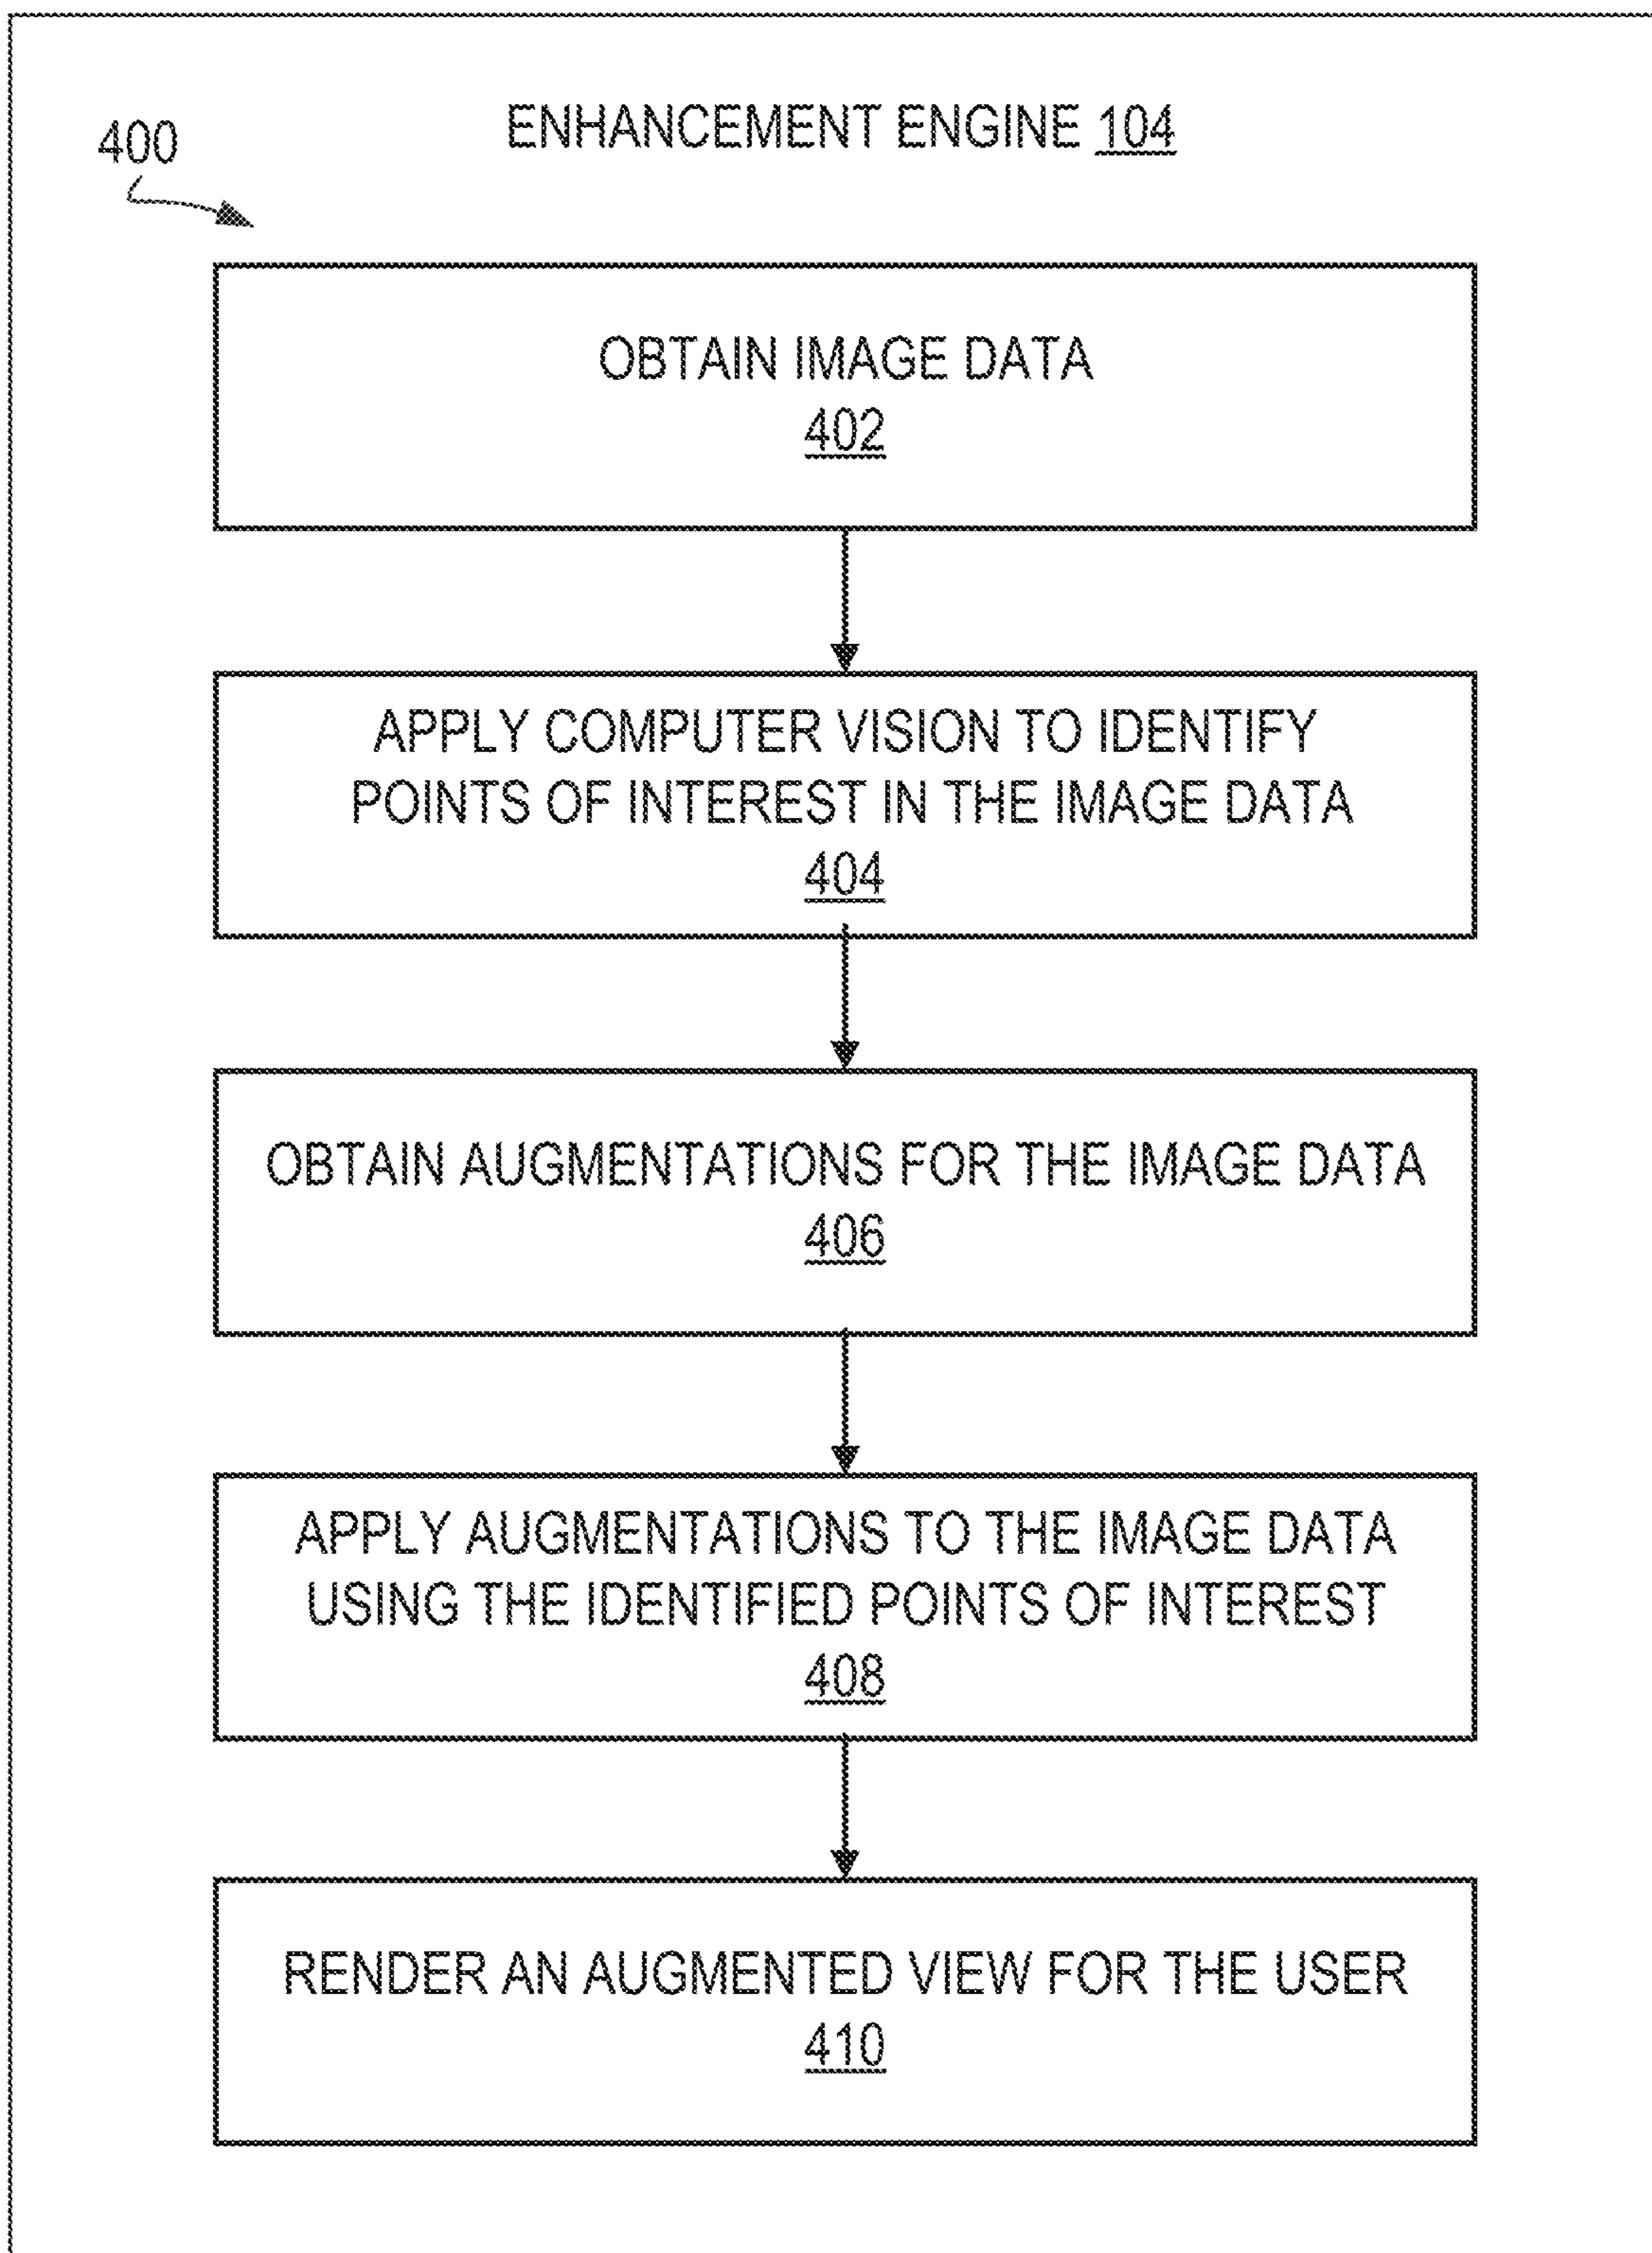 ENHANCEMENT ENGINE 104
400
OBTAIN IMAGE DATA
402
APPLY COMPUTER VISION TO IDENTIFY
POINTS OF INTEREST IN THE IMAGE DATA
404
OBTAIN AUGMENTATIONS FOR THE IMAGE DATA
406
APPLY AUGMENTATIONS TO THE IMAGE DATA
USING THE IDENTIFIED POINTS OF INTEREST
408
RENDER AN AUGMENTED VIEW FOR THE USER
410